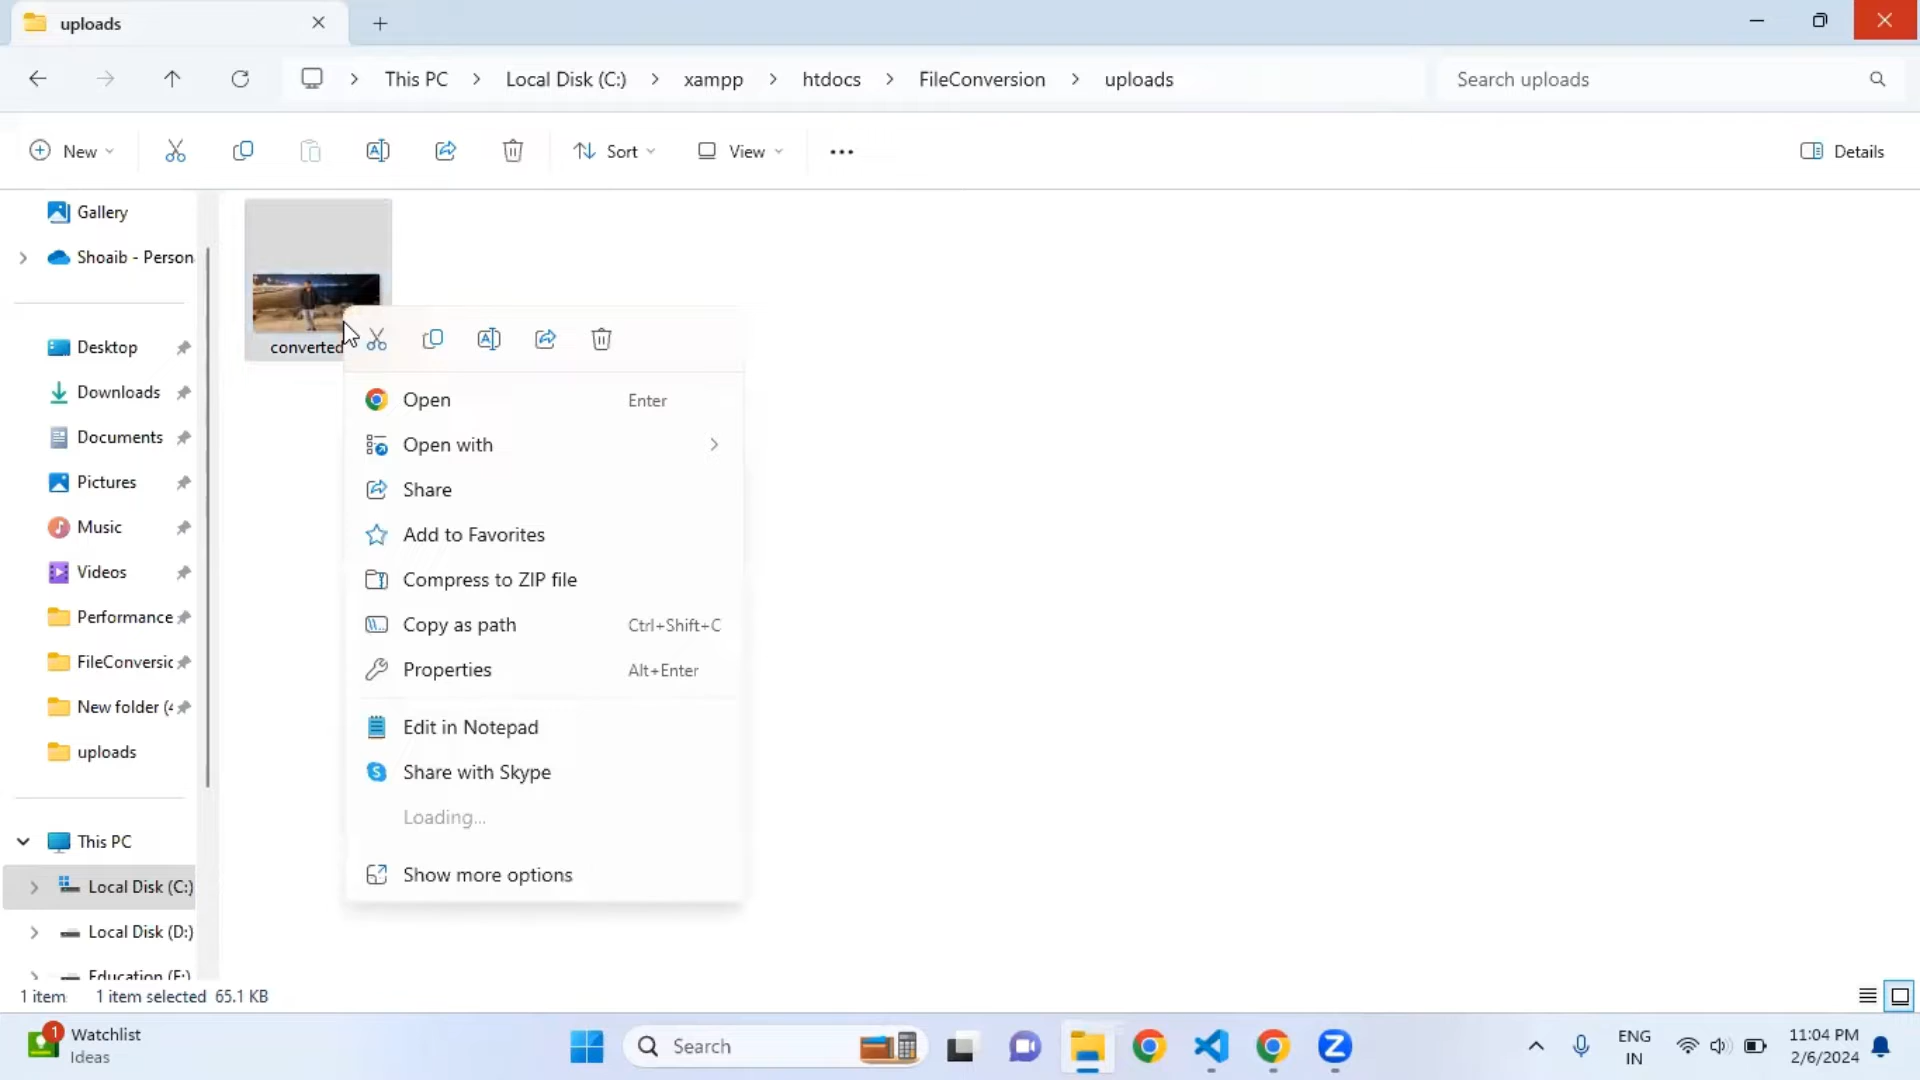 uploads
This PC
Local Disk (C:)
xampp
htdocs
FileConversion
uploads
Search uploads
New
Sort
View
Details
Gallery
Shoaib - Person
Desktop
Downloads
Documents
Pictures
Music
Videos
Performance
FileConversic
New folder (4
uploads
This PC
Local Disk (C:)
Local Disk (D:)
Education (E:)
converted
Open Enter
Open with
Share
Add to Favorites
Compress to ZIP file
Copy as path Ctrl+Shift+C
Properties Alt+Enter
Edit in Notepad
Share with Skype
Loading...
Show more options
1 item 1 item selected 65.1 KB
1
Watchlist
Ideas
Search
ENG
IN
11:04 PM
2/6/2024